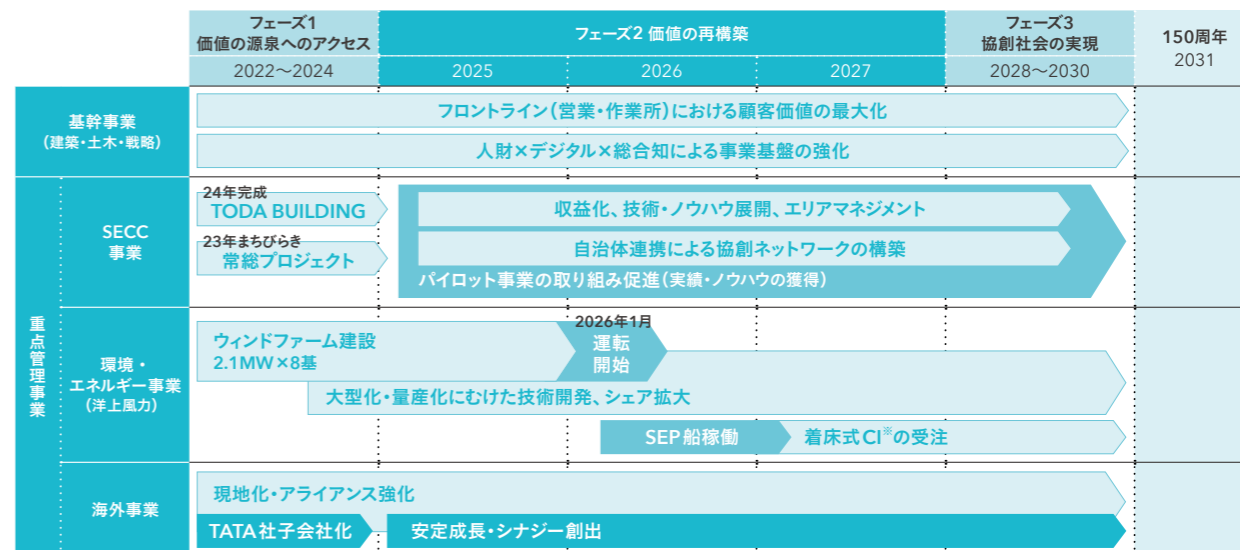 フェーズ1
価値の源泉へのアクセス
フェーズ2 価値の再構築
フェーズ3
協創社会の実現
150周年
2031
2022〜2024
2025
2026
2027
2028〜2030
基幹事業
(建築・土木・戦略)
フロントライン(営業・作業所)における顧客価値の最大化
人財×デジタル×総合知による事業基盤の強化
重点管理事業
SECC
事業
24年完成
TODA BUILDING
23年まちびらき
常総プロジェクト
収益化、技術・ノウハウ展開、エリアマネジメント
自治体連携による協創ネットワークの構築
パイロット事業の取り組み促進(実績・ノウハウの獲得)
環境・
エネルギー事業
(洋上風力)
ウィンドファーム建設
2.1MW×8基
2026年1月
運転
開始
大型化・量産化にむけた技術開発、シェア拡大
SEP船稼働
着床式CI※の受注
海外事業
現地化・アライアンス強化
TATA社子会社化
安定成長・シナジー創出